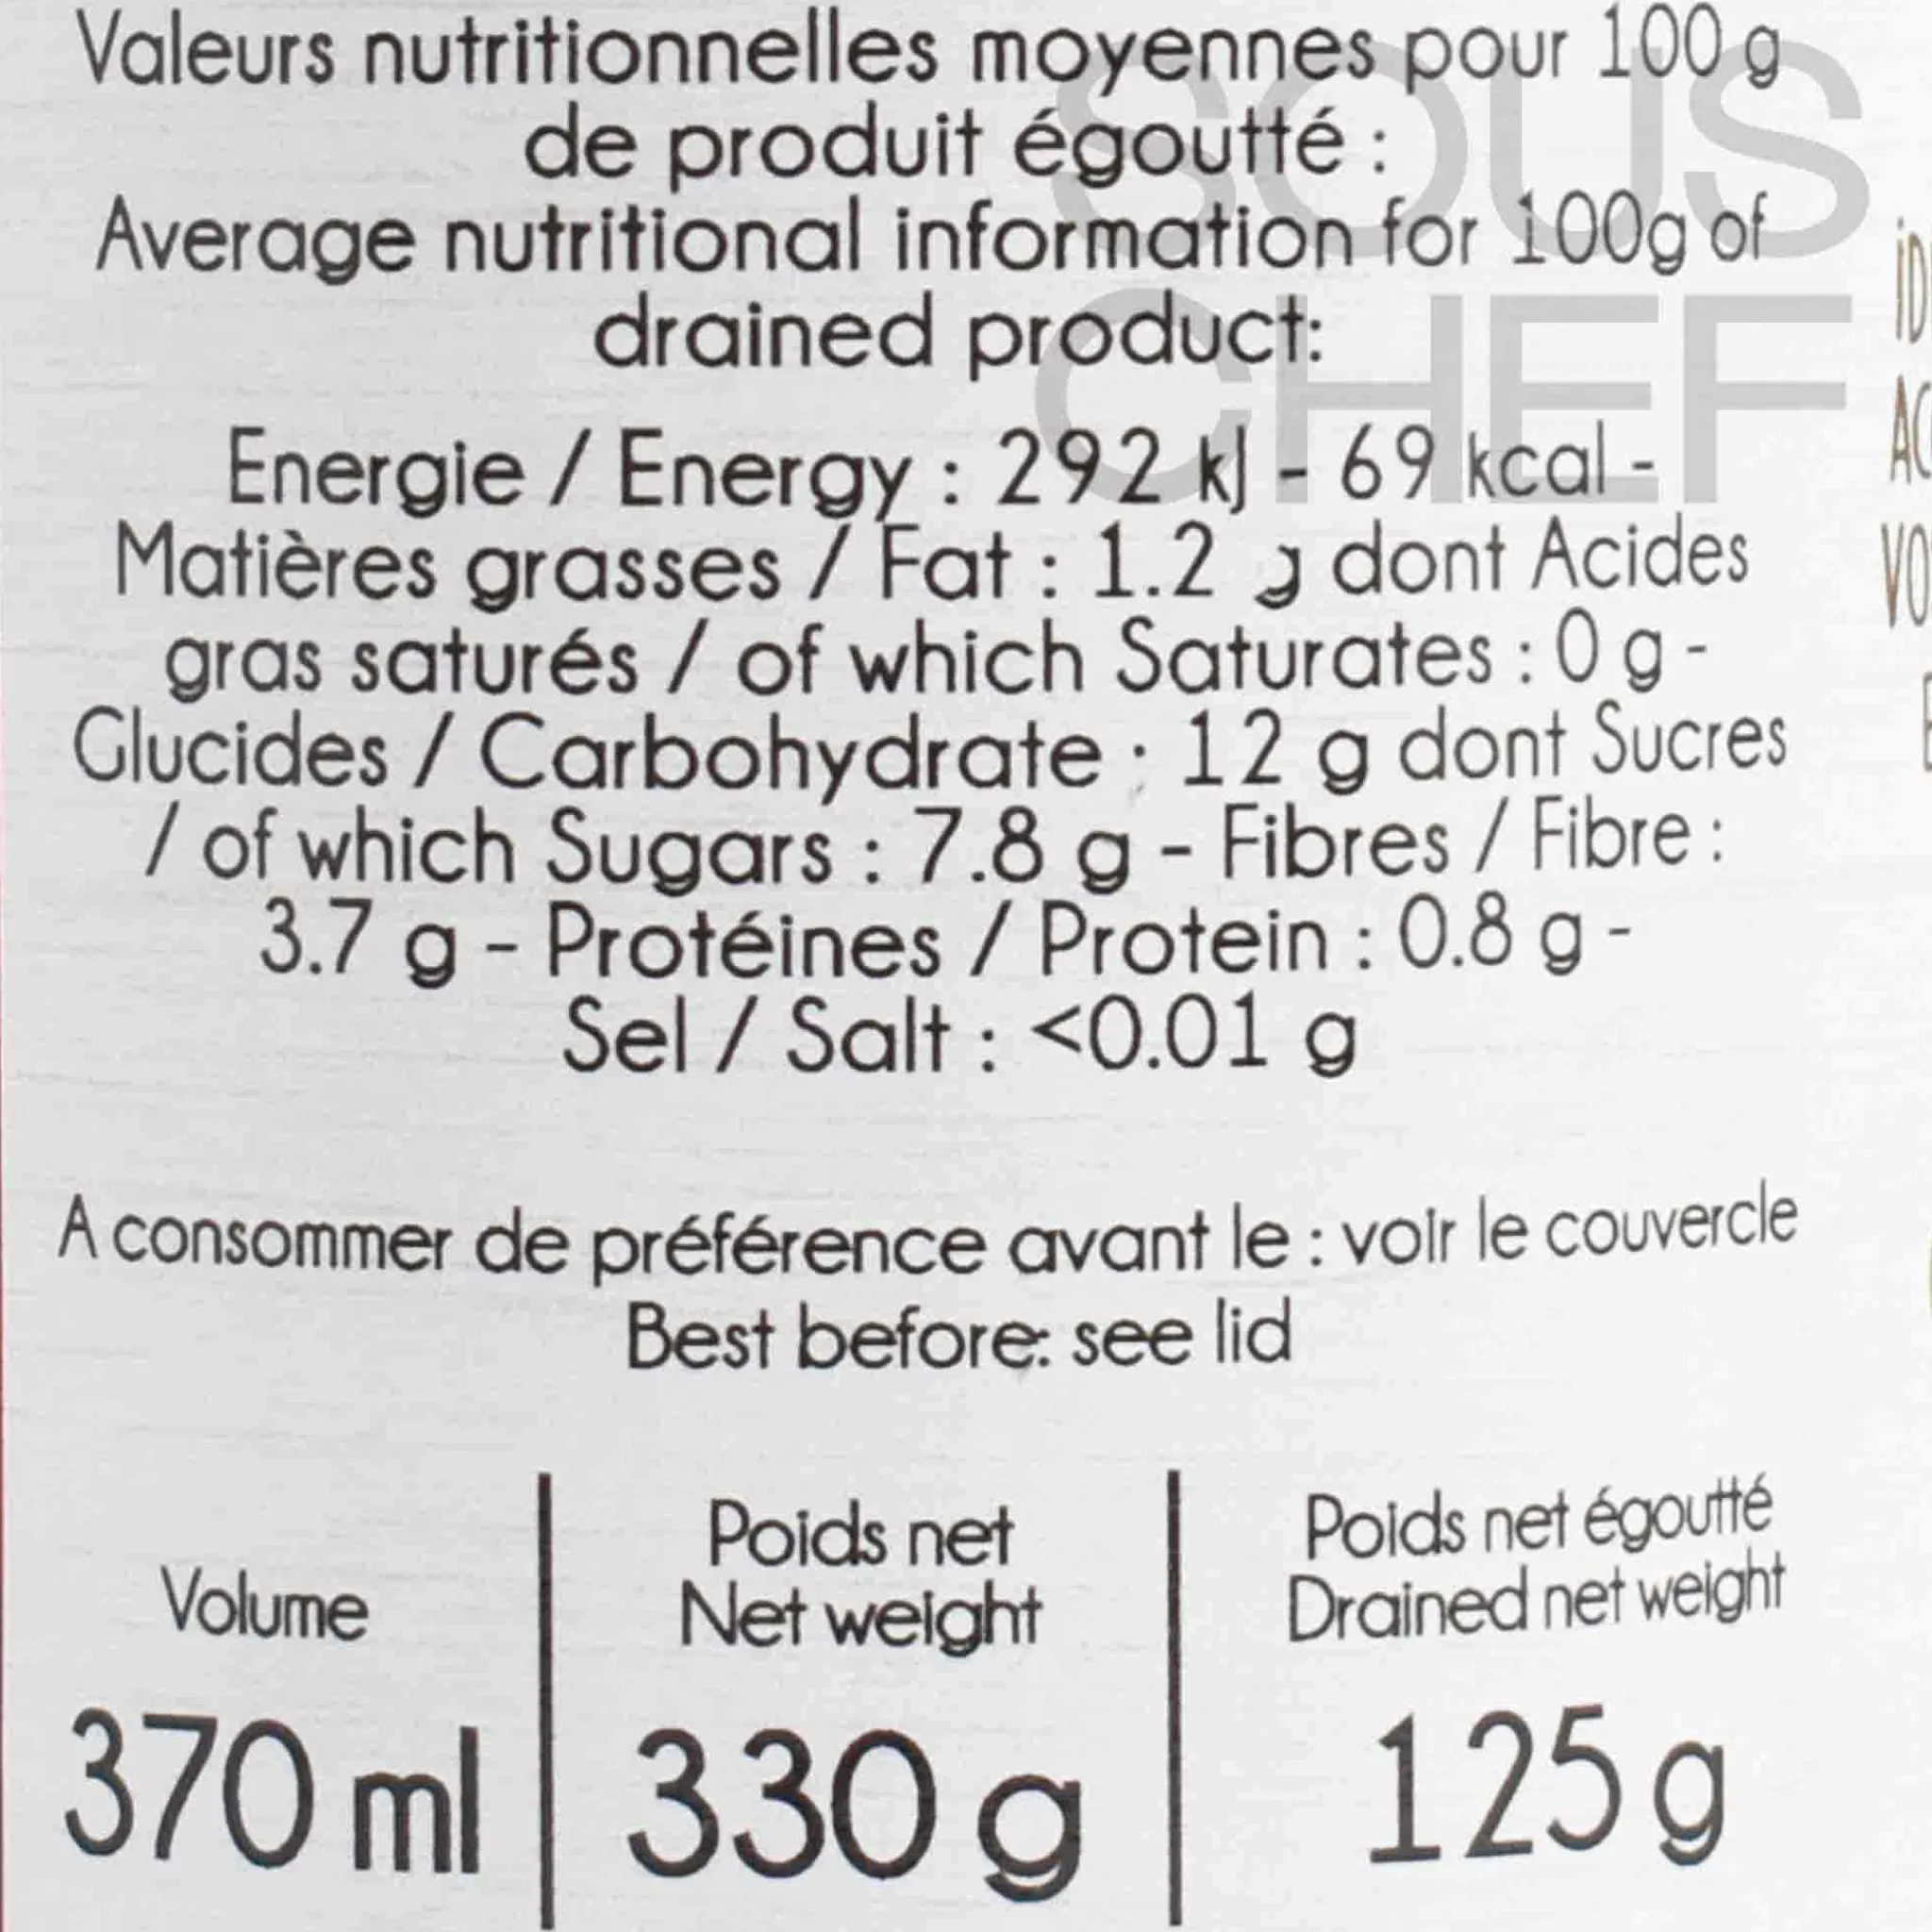 Valeurs nutritionnelles moyennes pour 100 g
de produit égoutté :
Average nutritional information for 100g of
drained product:
SOUS
CHEF
Energie / Energy : 292 kJ - 69 kcal -
Matières grasses / Fat : 1.2 g dont Acides
gras saturés / of which Saturates : 0 g -
Glucides / Carbohydrate : 12 g dont Sucres
/ of which Sugars : 7.8 g - Fibres / Fibre :
3.7 g - Protéines / Protein : 0.8 g -
Sel / Salt : <0.01 g
A consommer de préférence avant le : voir le couvercle
Best before: see lid
Volume
370 ml
Poids net
Net weight
330 g
Poids net égoutté
Drained net weight
125 g